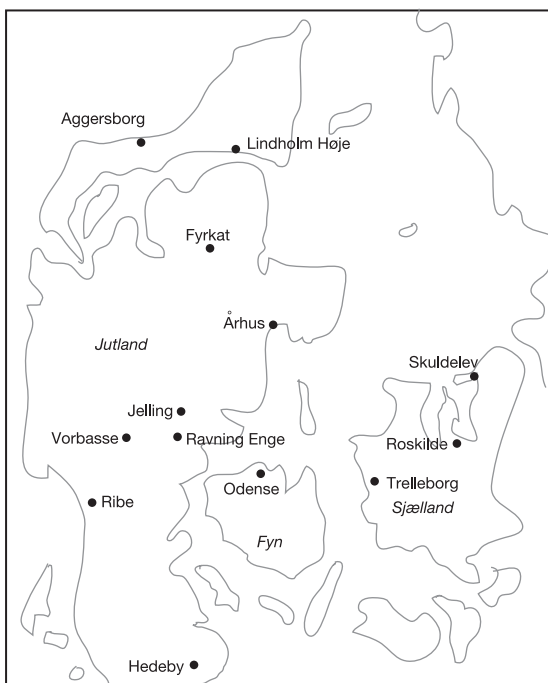 Aggersborg
Lindholm Høje
Fyrkat
Århus
Jutland
Skuldelev
Jelling
Vorbasse
Ravning Enge
Roskilde
Odense
Trelleborg
Ribe
Sjælland
Fyn
Hedeby